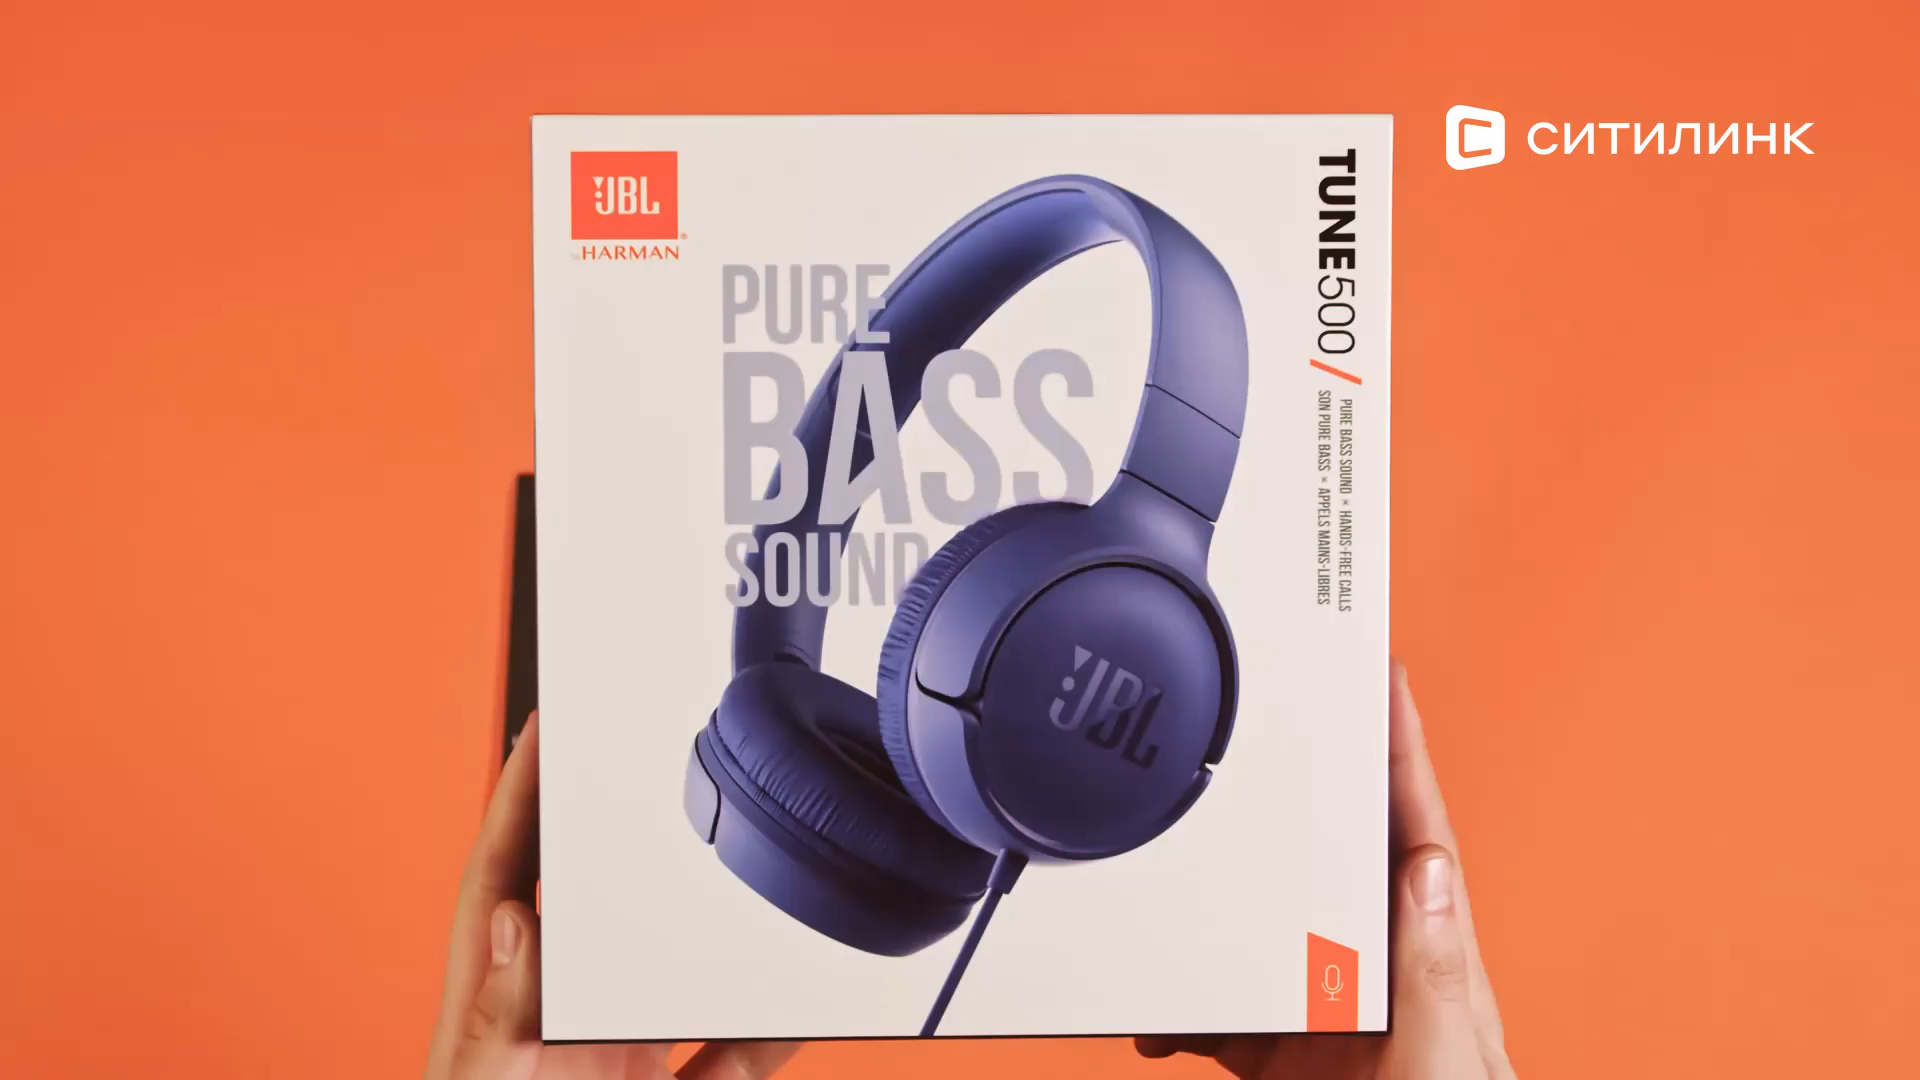 JBL
HARMAN
PURE
BASS
SOUND
JBL
TUNE500
PURE BASS SOUND × HANDS-FREE CALLS
SON PURE BASS × APPELS MAINS-LIBRES
СИТИЛИНК